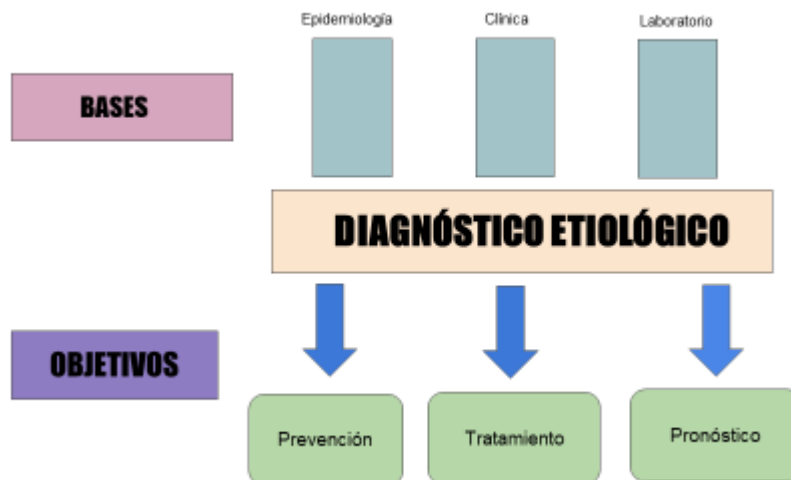 Epidemiología
Clínica
Laboratorio
BASES
DIAGNÓSTICO ETIOLÓGICO
OBJETIVOS
Prevención
Tratamiento
Pronóstico